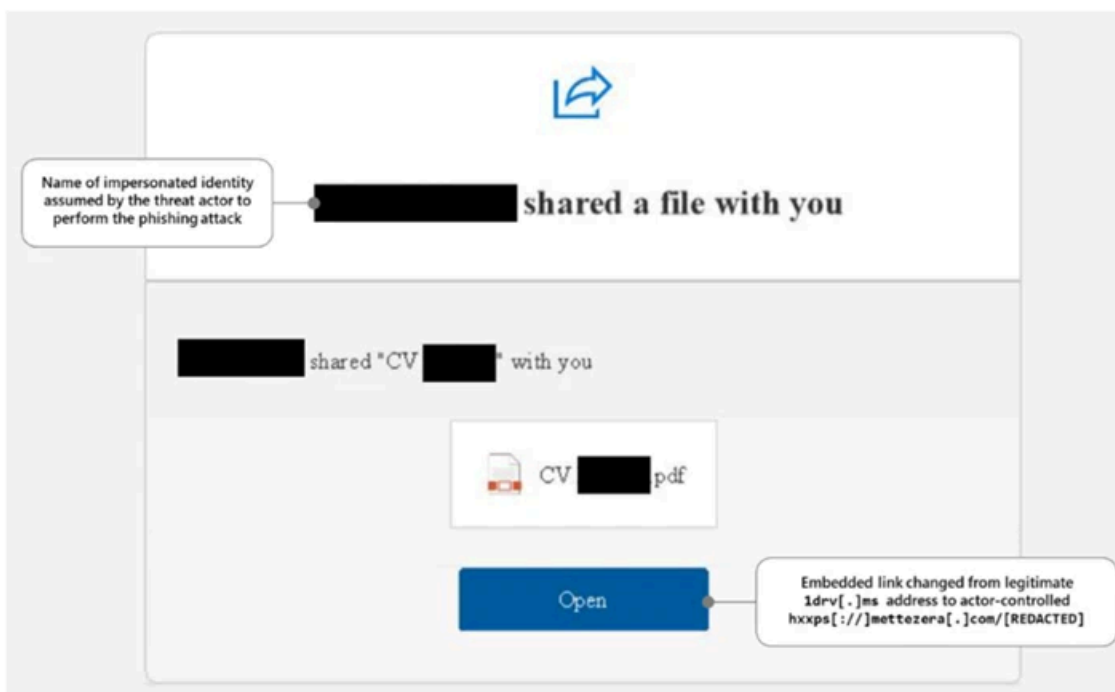 Name of impersonated identity
assumed by the threat actor to
perform the phishing attack
shared a file with you
shared "CV " with you
CV .pdf
Open
Embedded link changed from legitimate
1drv[.]ms address to actor-controlled
hxxps[://]mettezera[.]com/[REDACTED]